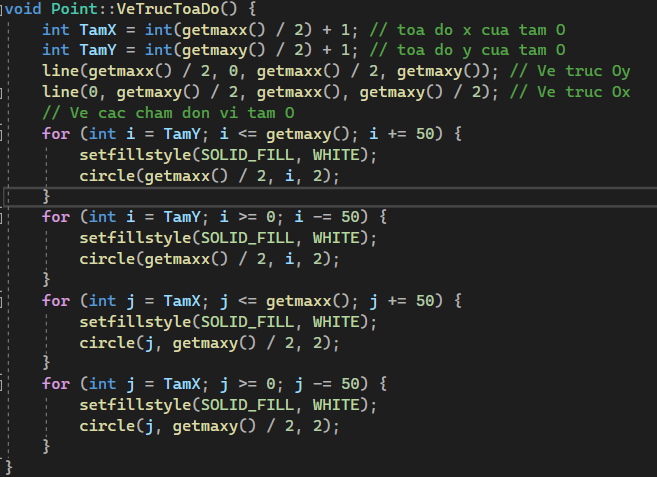 void Point::VeTrucToaDo() {
    int TamX = int(getmaxx() / 2) + 1; // toa do x cua tam O
    int TamY = int(getmaxy() / 2) + 1; // toa do y cua tam O
    line(getmaxx() / 2, 0, getmaxx() / 2, getmaxy()); // Ve truc Oy
    line(0, getmaxy() / 2, getmaxx(), getmaxy() / 2); // Ve truc Ox
    // Ve cac cham don vi tam O
    for (int i = TamY; i <= getmaxy(); i += 50) {
        setfillstyle(SOLID_FILL, WHITE);
        circle(getmaxx() / 2, i, 2);
    }
    for (int i = TamY; i >= 0; i -= 50) {
        setfillstyle(SOLID_FILL, WHITE);
        circle(getmaxx() / 2, i, 2);
    }
    for (int j = TamX; j <= getmaxx(); j += 50) {
        setfillstyle(SOLID_FILL, WHITE);
        circle(j, getmaxy() / 2, 2);
    }
    for (int j = TamX; j >= 0; j -= 50) {
        setfillstyle(SOLID_FILL, WHITE);
        circle(j, getmaxy() / 2, 2);
    }
}